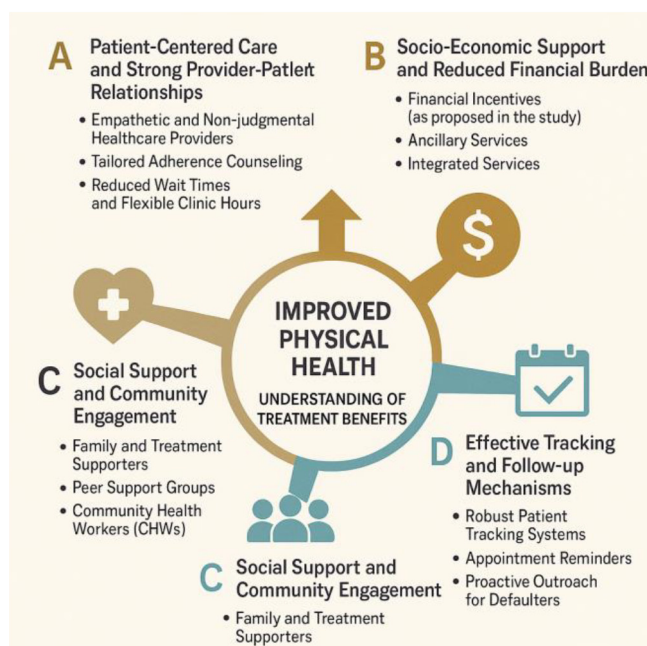 A
Patient-Centered Care
and Strong Provider-Patlert
Relationships
• Empathetic and Non-judgmental
Healthcare Providers
• Tailored Adherence Counseling
• Reduced Wait Times
and Flexible Clinic Hours
B
Socio-Economic Support
and Reduced Financial Burden
• Financial Incentives
(as proposed in the study)
• Ancillary Services
• Integrated Services
$
IMPROVED
PHYSICAL
HEALTH
UNDERSTANDING OF
TREATMENT BENEFITS
C
Social Support
and Community
Engagement
• Family and Treatment
Supporters
• Peer Support Groups
• Community Health
Workers (CHWs)
D
Effective Tracking
and Follow-up
Mechanisms
• Robust Patient
Tracking Systems
• Appointment Reminders
• Proactive Outroach
for Defaulters
C
Social Support and
Community Engagement
• Family and Treatment
Supporters